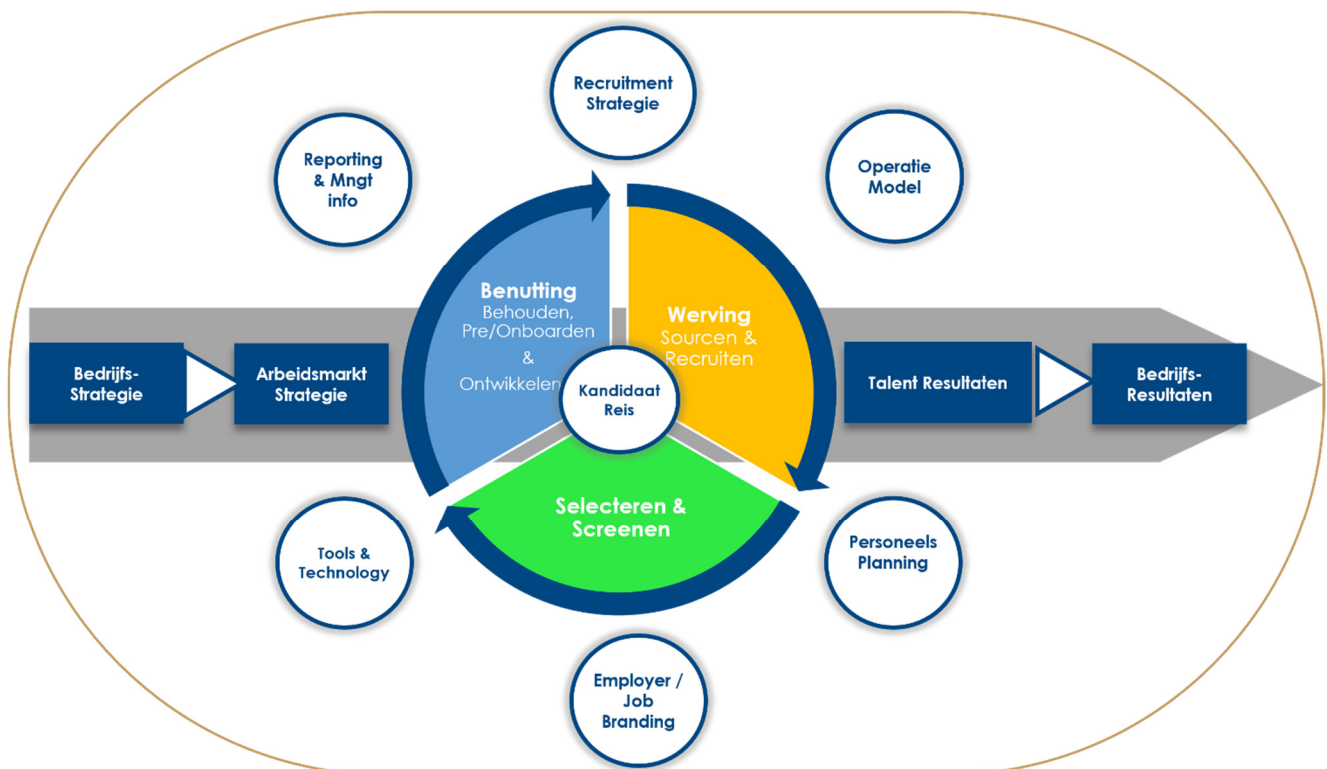 Recruitment
Strategie
Reporting
& Mngt
info
Operatie
Model
Benutting
Behouden,
Pre/Onboarden
&
Ontwikkelen
Werving
Sourcen &
Recruiten
Bedrijfs-
Strategie
Arbeidsmarkt
Strategie
Kandidaat
Reis
Talent Resultaten
Bedrijfs-
Resultaten
Selecteren &
Screenen
Tools &
Technology
Personeels
Planning
Employer /
Job
Branding